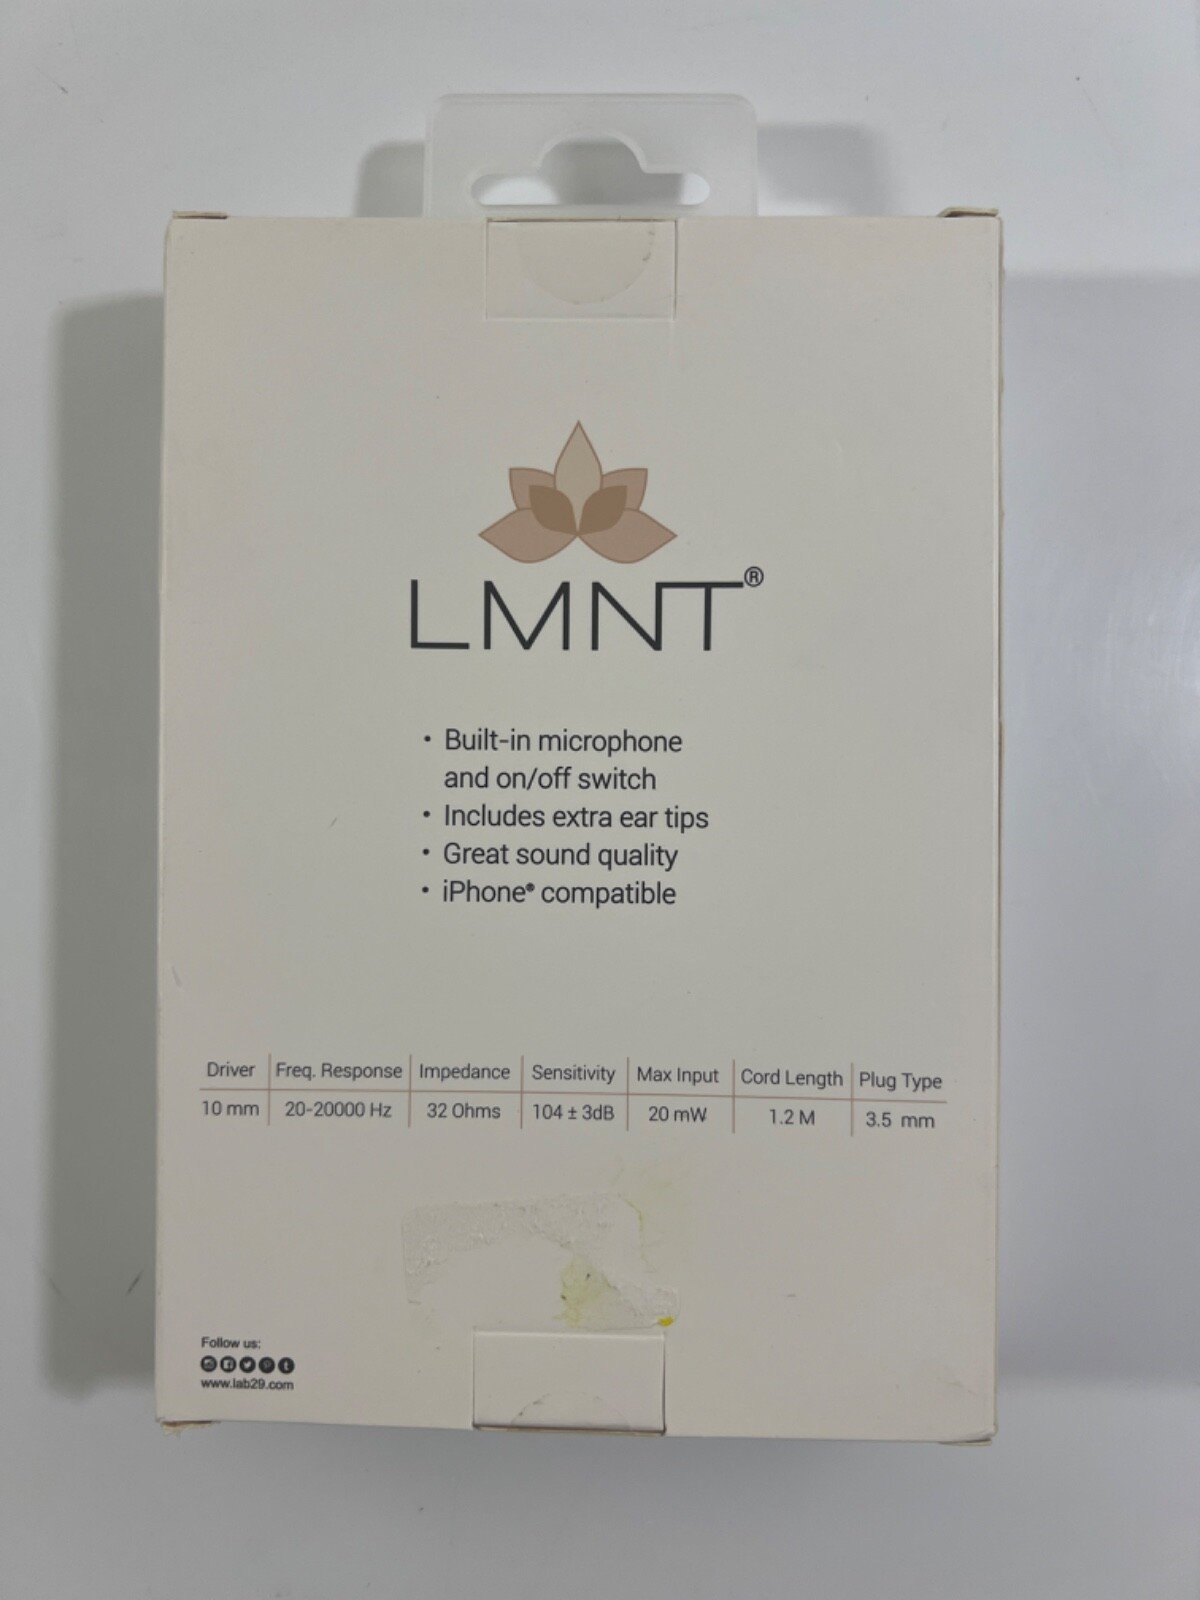 LMNT®
• Built-in microphone
and on/off switch
• Includes extra ear tips
• Great sound quality
• iPhone® compatible
Driver Freq. Response Impedance Sensitivity Max Input Cord Length Plug Type
10 mm 20-20000 Hz 32 Ohms 104 ± 3dB 20 mW 1.2 M 3.5 mm
Follow us:
www.lab29.com